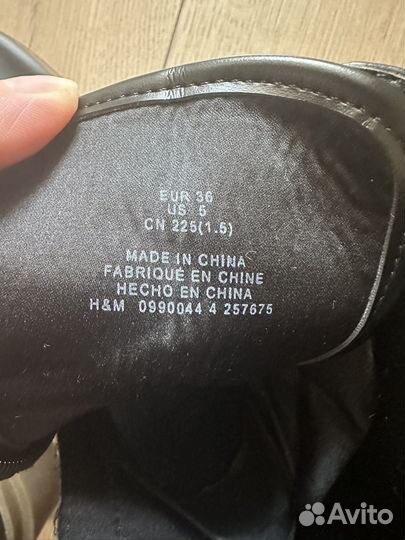 EUR 36
US 5
CN 225(1.5)
MADE IN CHINA
FABRIQUÉ EN CHINE
HECHO EN CHINA
H&M 0990044 4 257675
Avito